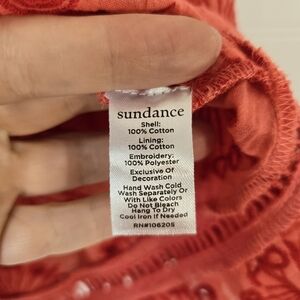 sundance
Shell:
100% Cotton
Lining:
100% Cotton
Embroidery:
100% Polyester
Exclusive Of
Decoration
Hand Wash Cold
Wash Separately Or
With Like Colors
Do Not Bleach
Hang To Dry
Cool Iron If Needed
RN#106205